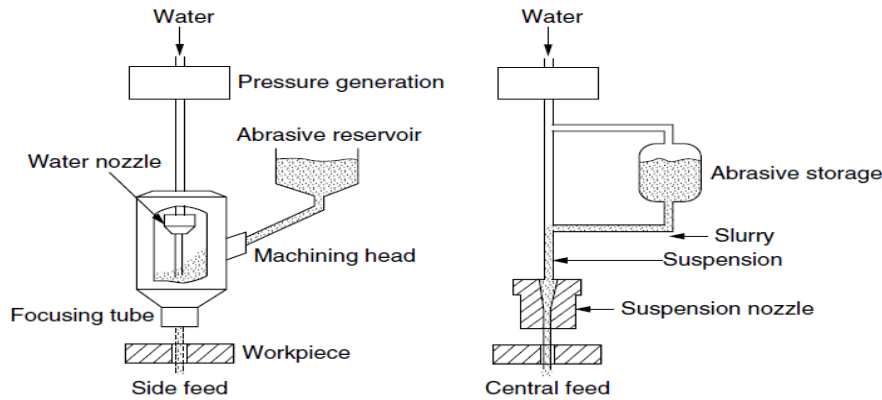 Water
Pressure generation
Abrasive reservoir
Water nozzle
Machining head
Focusing tube
Workpiece
Side feed
Water
Abrasive storage
Slurry
Suspension
Suspension nozzle
Central feed